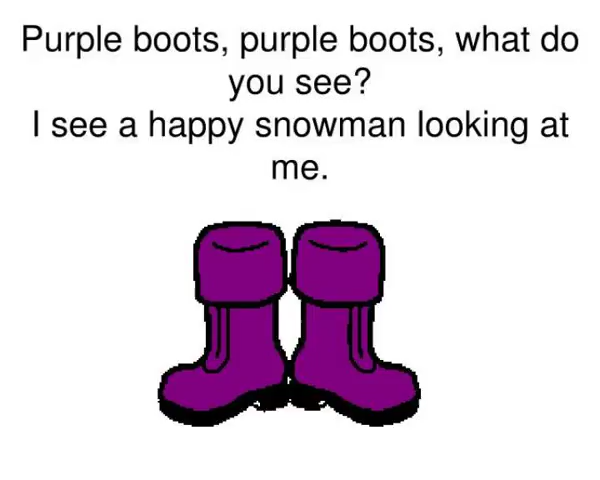 Purple boots, purple boots, what do
you see?
I see a happy snowman looking at
me.